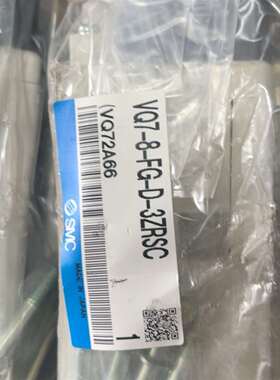 VQ7-8-FG-D-3ZRSC
(VQ72A66
1
SMC
MADE IN JAPAN